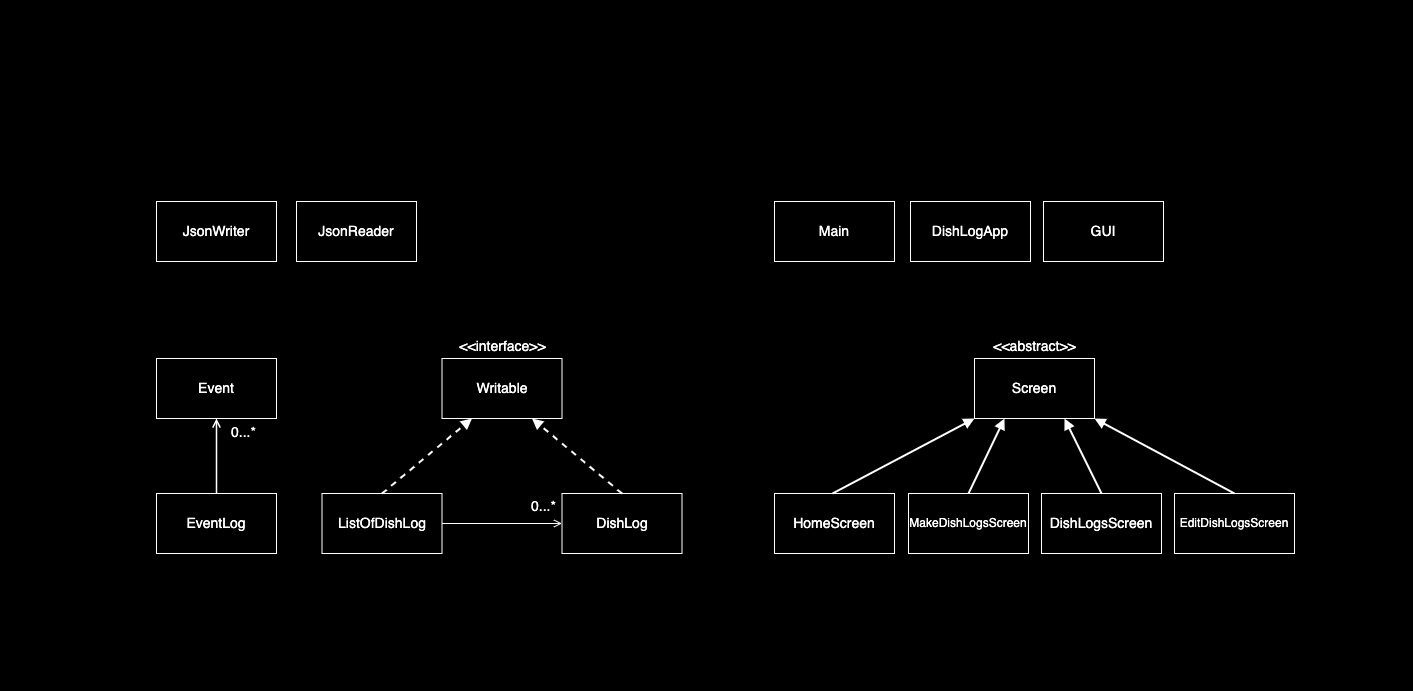 JsonWriter
JsonReader
Main
DishLogApp
GUI
<<interface>>
<<abstract>>
Event
Writable
Screen
0...*
0...*
EventLog
ListOfDishLog
DishLog
HomeScreen
MakeDishLogsScreen
DishLogsScreen
EditDishLogsScreen